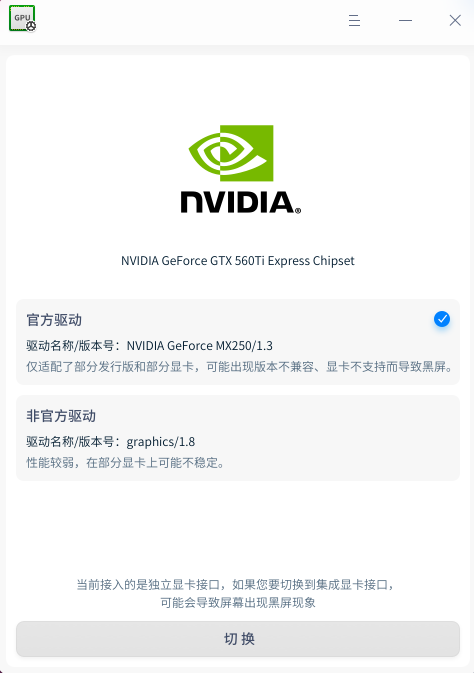 GPU
NVIDIA®
NVIDIA GeForce GTX 560Ti Express Chipset
官方驱动
驱动名称/版本号：NVIDIA GeForce MX250/1.3
仅适配了部分发行版和部分显卡，可能出现版本不兼容、显卡不支持而导致黑屏。
非官方驱动
驱动名称/版本号：graphics/1.8
性能较弱，在部分显卡上可能不稳定。
当前接入的是独立显卡接口，如果您要切换到集成显卡接口，
可能会导致屏幕出现黑屏现象
切换